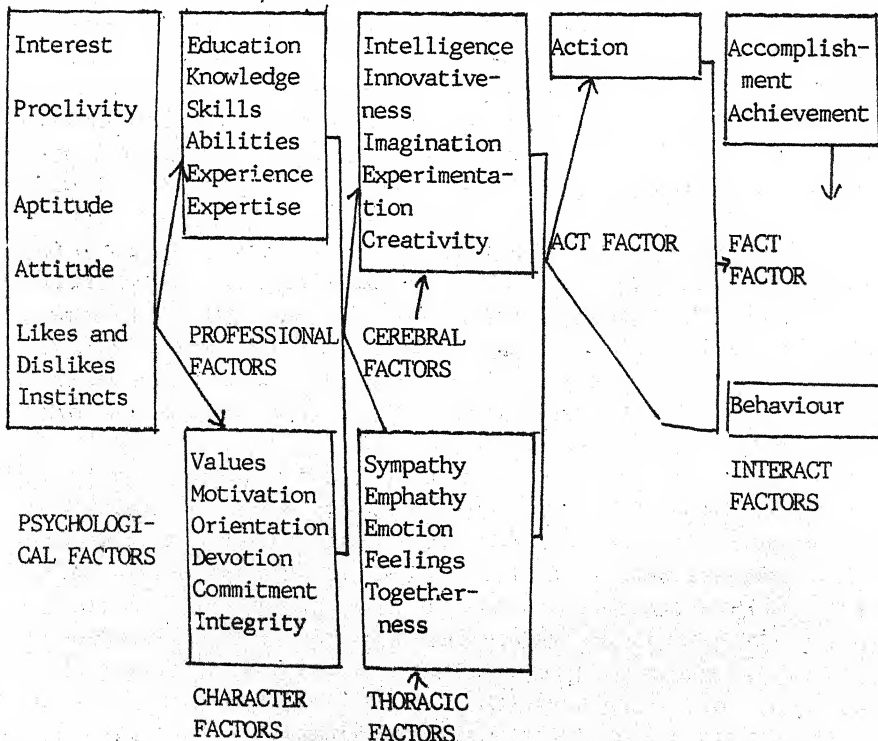 Interest
Proclivity
Aptitude
Attitude
Likes and
Dislikes
Instincts
PSYCHOLOGI-
CAL FACTORS
Education
Knowledge
Skills
Abilities
Experience
Expertise
PROFESSIONAL
FACTORS
Values
Motivation
Orientation
Devotion
Commitment
Integrity
CHARACTER
FACTORS
Intelligence
Innovative-
ness
Imagination
Experimenta-
tion
Creativity
CEREBRAL
FACTORS
Sympathy
Emphathy
Emotion
Feelings
Together-
ness
THORACIC
FACTORS
Action
ACT FACTOR
Accomplish-
ment
Achievement
FACT
FACTOR
Behaviour
INTERACT
FACTORS